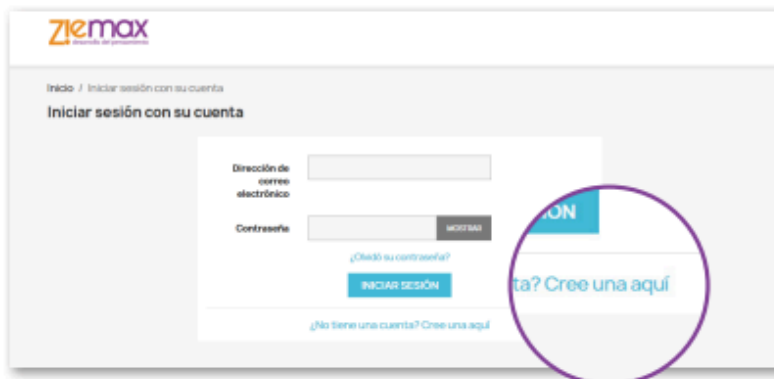 ziemax
desarrollo del pensamiento
Inicio / Iniciar sesión con su cuenta
Iniciar sesión con su cuenta
Dirección de
correo
electrónico
Contraseña
MOSTRAR
¿Olvidó su contraseña?
INICIAR SESIÓN
¿No tiene una cuenta? Cree una aquí
IÓN
ta? Cree una aquí